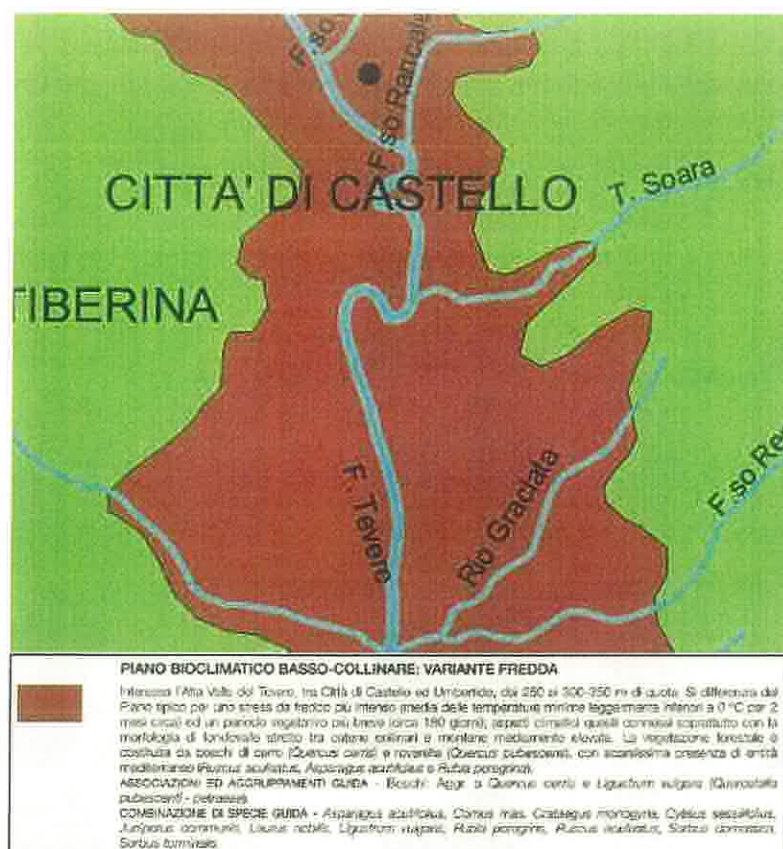 F.so
F.so Rancale
CITTA' DI CASTELLO
T. Soara
TIBERINA
F. Tevere
Rio Graciata
F.so Re
PIANO BIOCLIMATICO BASSO-COLLINARE: VARIANTE FREDDA
Interessa l'Alta Valle del Tevere, tra Città di Castello ed Umbertide, dai 250 ai 300-350 m di quota. Si differenzia dal
Piano tipico per uno stress da freddo più intenso (media delle temperature minime leggermente inferiori a 0 °C per 2
mesi circa) ed un periodo vegetativo più breve (circa 180 giorni), aspetti climatici questi connessi soprattutto con la
morfologia di fondovalle stretto tra catene collinari e montane mediamente elevate. La vegetazione forestale è
costituita da boschi di cerro (Quercus cerris) e roverella (Quercus pubescens), con scarsissima presenza di entità
mediterranee (Ruscus aculeatus, Asparagus acutifolius e Rubia peregrina).
ASSOCIAZIONI ED AGGRUPPAMENTI GUIDA - Boschi: Aggr. a Quercus cerris e Ligustrum vulgare (Quercetalia
pubescenti - petraeae).
COMBINAZIONE DI SPECIE GUIDA - Asparagus acutifolius, Cornus mas, Crataegus monogyna, Cytisus sessilifolius,
Juniperus communis, Laurus nobilis, Ligustrum vulgare, Rubia peregrina, Ruscus aculeatus, Sorbus domestica,
Sorbus torminalis